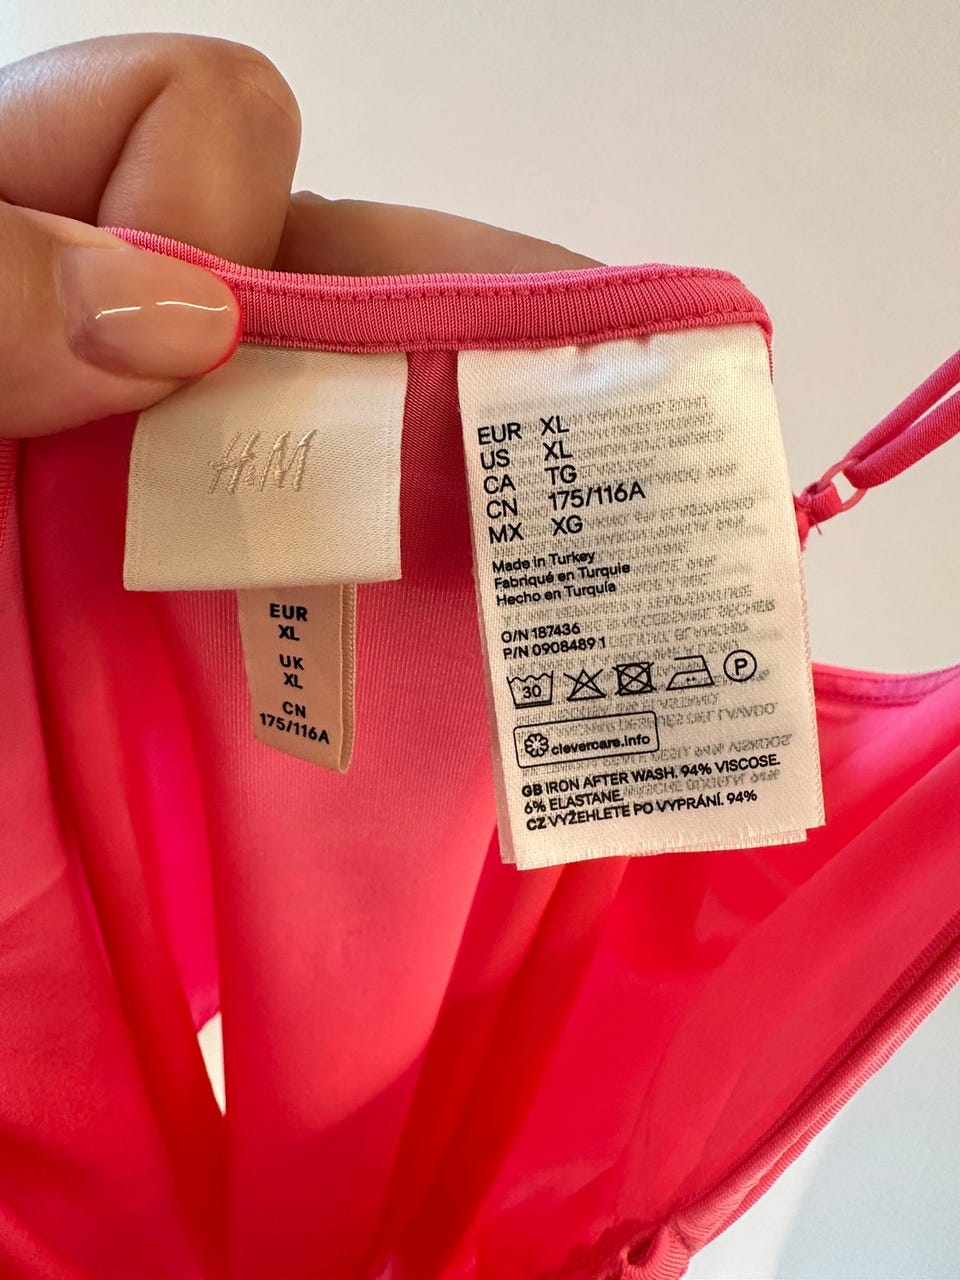 H&M
EUR
XL
UK
XL
CN
175/116A
EUR XL
US XL
CA TG
CN 175/116A
MX XG
Made in Turkey
Fabriqué en Turquie
Hecho en Turquía
O/N 187436
P/N 0908489 1
30 P
clevercare.info
GB IRON AFTER WASH. 94% VISCOSE.
6% ELASTANE.
CZ VYŽEHLETE PO VYPRÁNÍ. 94%